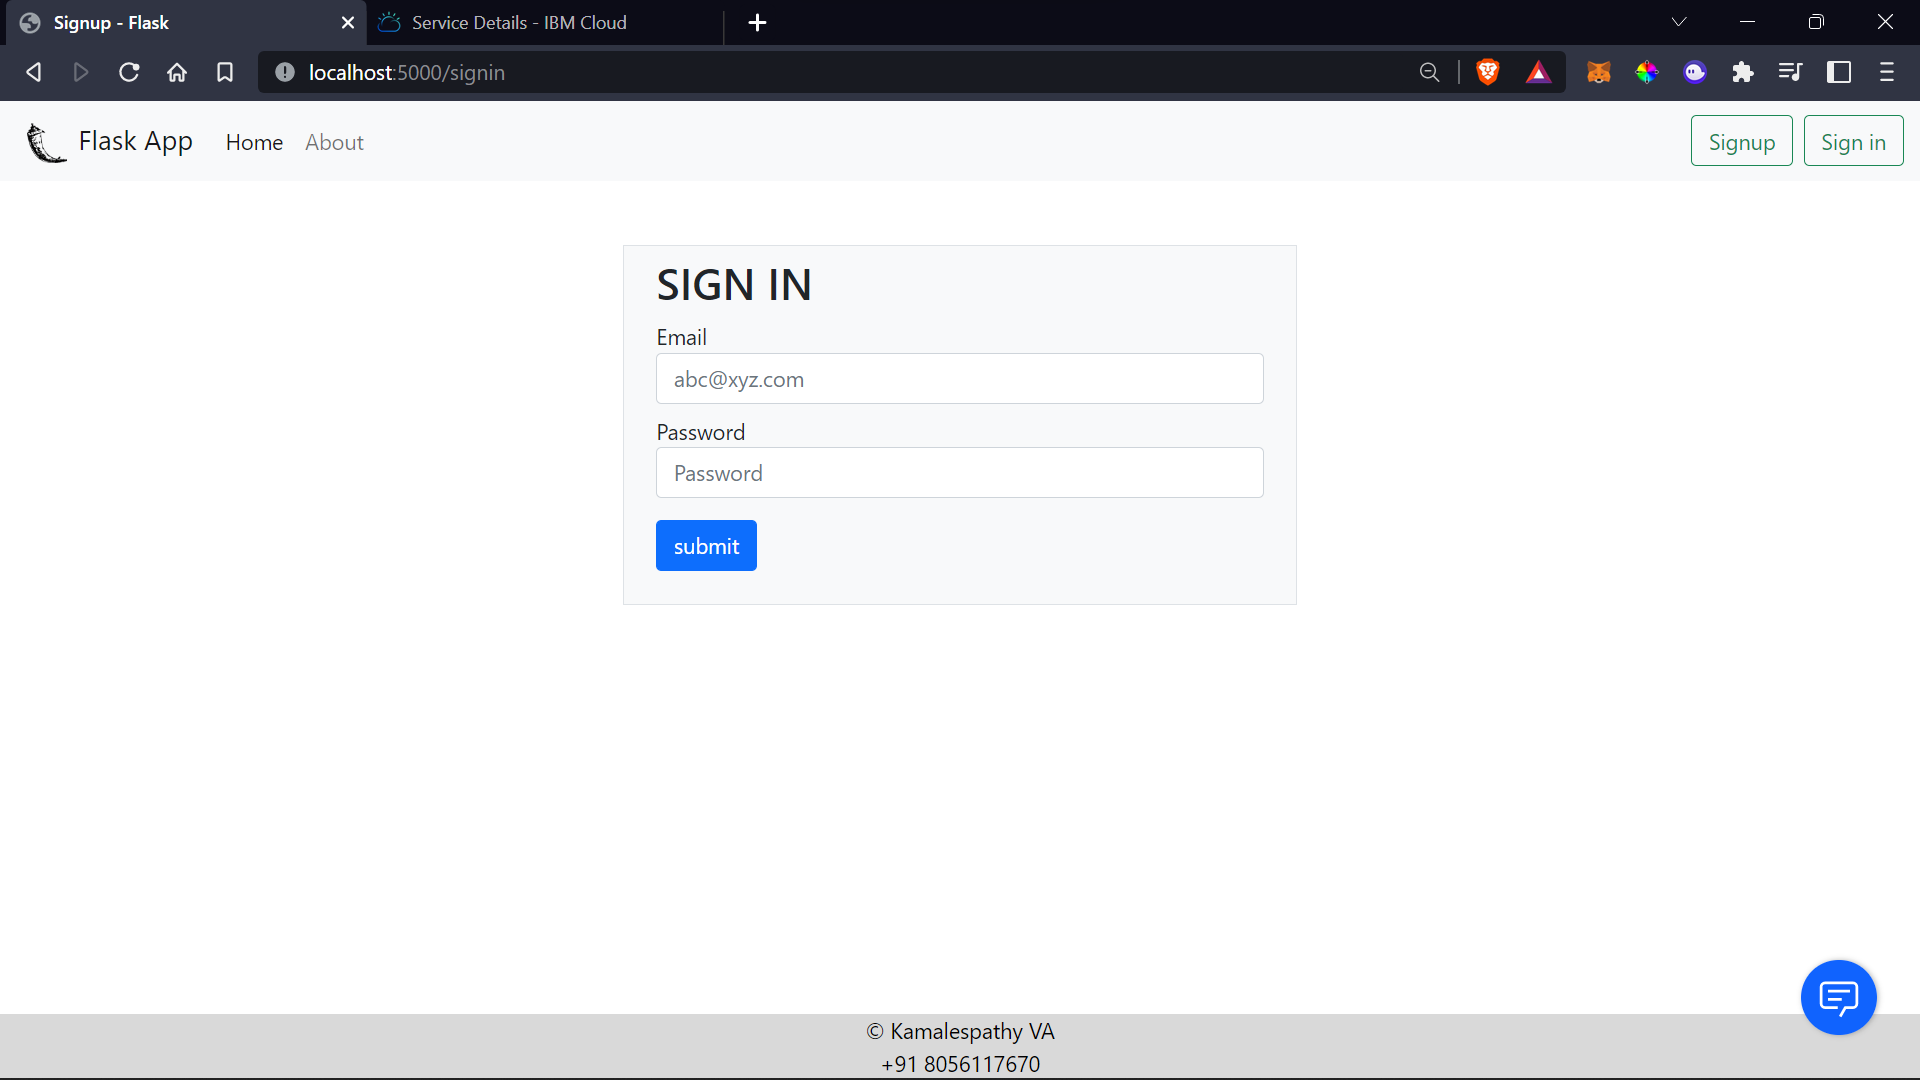 Signup - Flask
Service Details - IBM Cloud
localhost:5000/signin
Flask App Home About Signup Sign in
SIGN IN
Email
abc@xyz.com
Password
Password
submit
© Kamalespathy VA
+91 8056117670